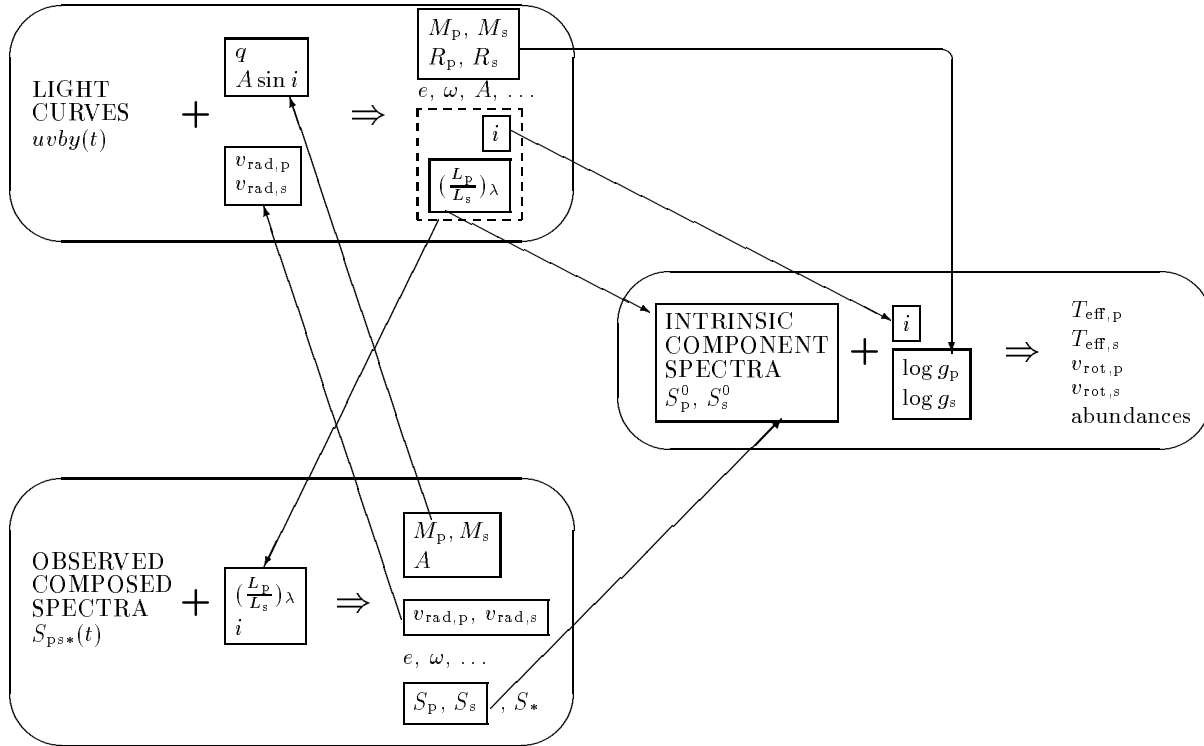 LIGHT
CURVES
uvby(t)
+
q
A sin i
v_rad,p
v_rad,s
⇒
M_p, M_s
R_p, R_s
e, ω, A, ...
i
(L_p/L_s)_λ
INTRINSIC
COMPONENT
SPECTRA
S_p^0, S_s^0
+
i
log g_p
log g_s
⇒
T_eff,p
T_eff,s
v_rot,p
v_rot,s
abundances
OBSERVED
COMPOSED
SPECTRA
S_ps*(t)
+
(L_p/L_s)_λ
i
⇒
M_p, M_s
A
v_rad,p, v_rad,s
e, ω, ...
S_p, S_s , S_*